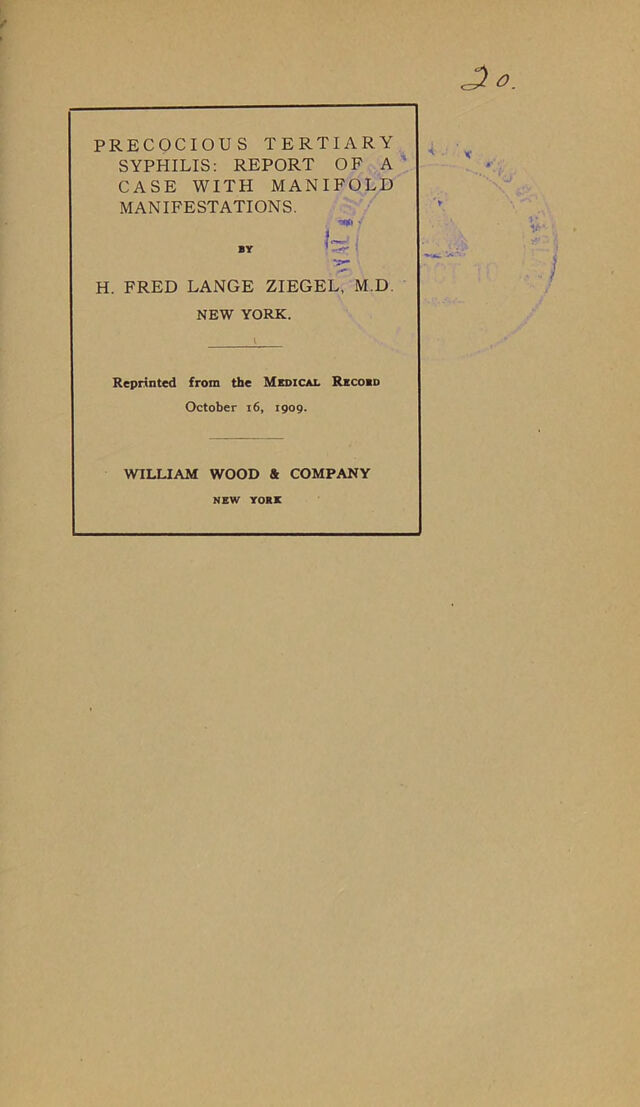 20.
PRECOCIOUS TERTIARY
SYPHILIS: REPORT OF A
CASE WITH MANIFOLD
MANIFESTATIONS.
BY
H. FRED LANGE ZIEGEL, M.D.
NEW YORK.
Reprinted from the MEDICAL RECORD
October 16, 1909.
WILLIAM WOOD & COMPANY
NEW YORK